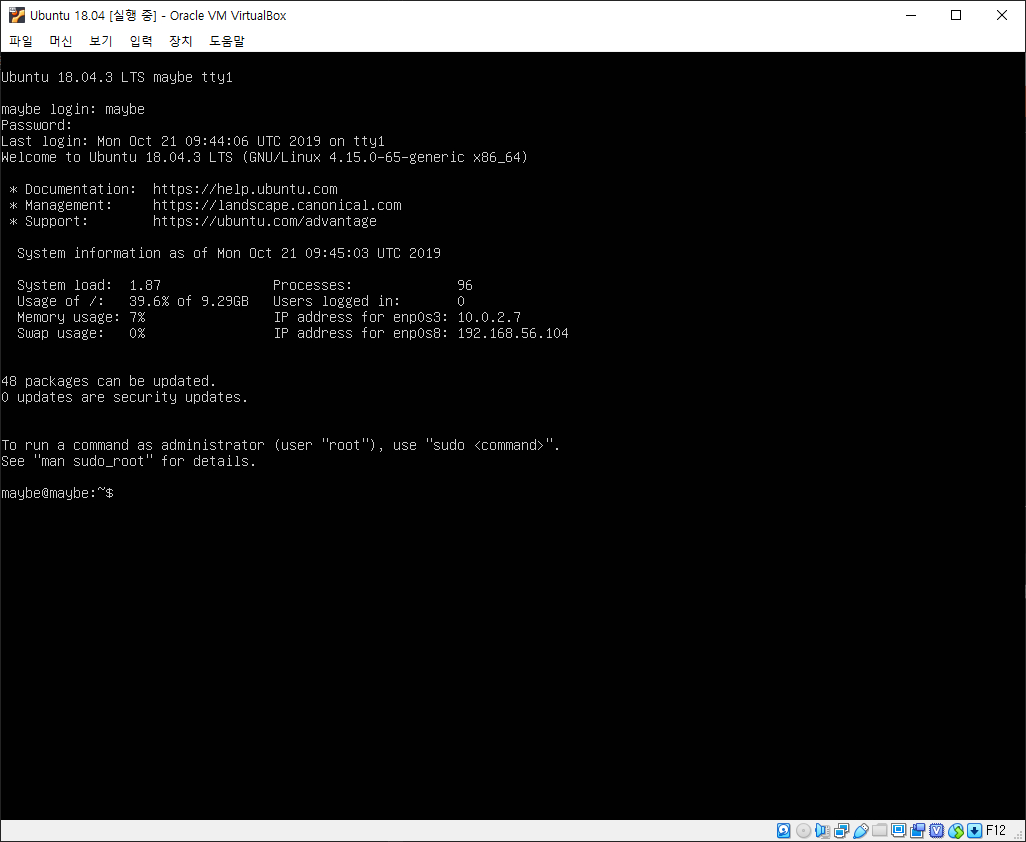 Ubuntu 18.04 [실행 중] - Oracle VM VirtualBox
파일 머신 보기 입력 장치 도움말
Ubuntu 18.04.3 LTS maybe tty1
maybe login: maybe
Password:
Last login: Mon Oct 21 09:44:06 UTC 2019 on tty1
Welcome to Ubuntu 18.04.3 LTS (GNU/Linux 4.15.0-65-generic x86_64)
* Documentation:  https://help.ubuntu.com
* Management:     https://landscape.canonical.com
* Support:        https://ubuntu.com/advantage
System information as of Mon Oct 21 09:45:03 UTC 2019
System load:  1.87              Processes:             96
Usage of /:   39.6% of 9.29GB   Users logged in:       0
Memory usage: 7%                IP address for enp0s3: 10.0.2.7
Swap usage:   0%                IP address for enp0s8: 192.168.56.104
48 packages can be updated.
0 updates are security updates.
To run a command as administrator (user "root"), use "sudo <command>".
See "man sudo_root" for details.
maybe@maybe:~$
F12